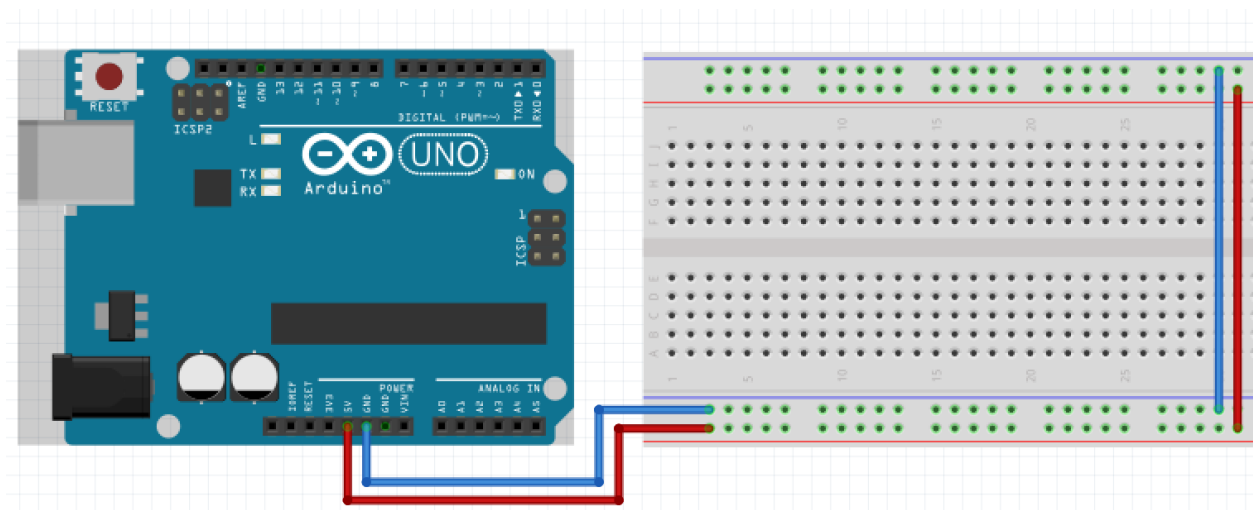 RESET
ICSP2
AREF
GND
13
12
~11
~10
~9
8
7
~6
~5
4
~3
2
TX0▶1
RX0◀0
DIGITAL (PWM=~)
L
TX
RX
UNO
Arduino™
ON
1
ICSP
POWER
ANALOG IN
IOREF
RESET
3V3
5V
GND
GND
VIN
A0
A1
A2
A3
A4
A5
1 5 10 15 20 25
J
I
H
G
F
E
D
C
B
A
1 5 10 15 20 25